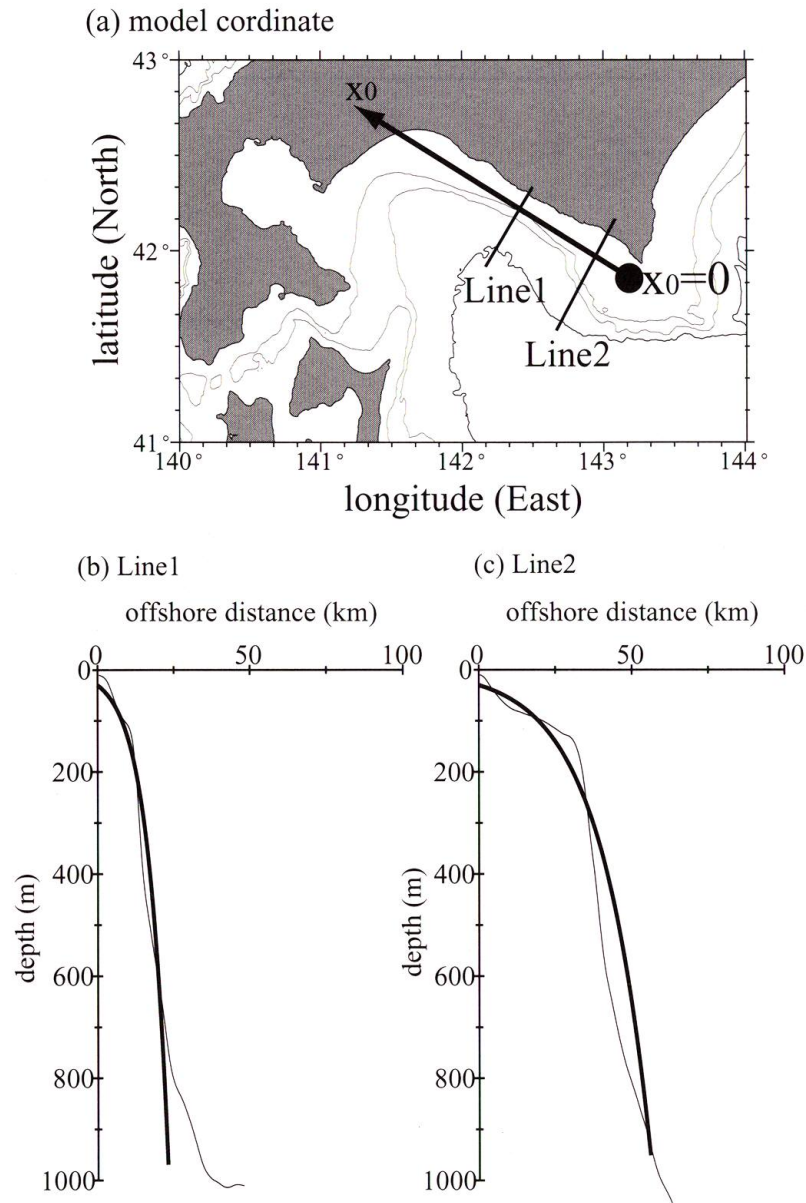 (a) model cordinate
43°
x0
42°
Line1
x0=0
Line2
41°
140° 141° 142° 143° 144°
latitude (North)
longitude (East)
(b) Line1
offshore distance (km)
0 50 100
0
200
400
600
800
1000
depth (m)
(c) Line2
offshore distance (km)
0 50 100
0
200
400
600
800
1000
depth (m)